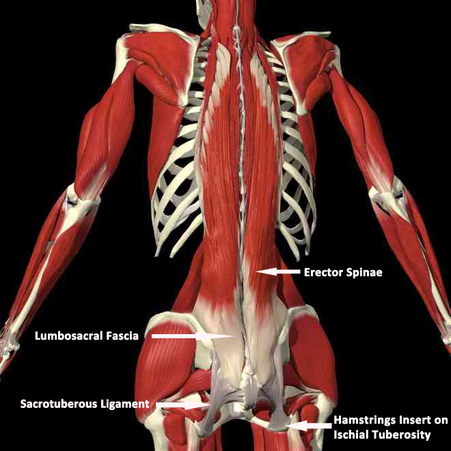 Erector Spinae
Lumbosacral Fascia
Sacrotuberous Ligament
Hamstrings Insert on
Ischial Tuberosity